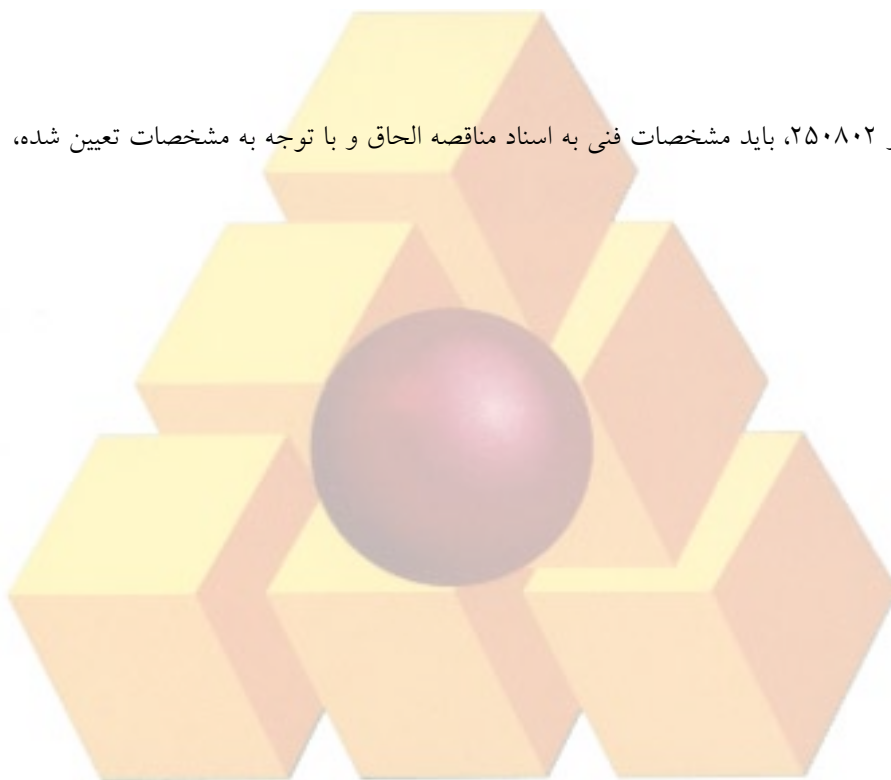 ۲۵۰۸۰۲، باید مشخصات فنی به اسناد مناقصه الحاق و با توجه به مشخصات تعیین شده،